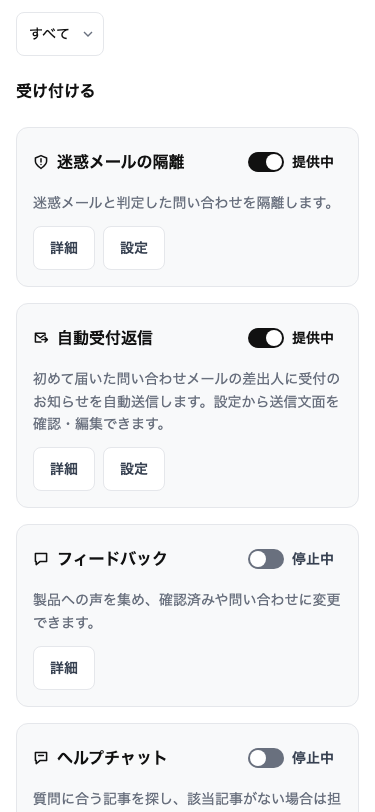 すべて
受け付ける
迷惑メールの隔離
提供中
迷惑メールと判定した問い合わせを隔離します。
詳細
設定
自動受付返信
提供中
初めて届いた問い合わせメールの差出人に受付の
お知らせを自動送信します。設定から送信文面を
確認・編集できます。
詳細
設定
フィードバック
停止中
製品への声を集め、確認済みや問い合わせに変更
できます。
詳細
ヘルプチャット
停止中
質問に合う記事を探し、該当記事がない場合は担